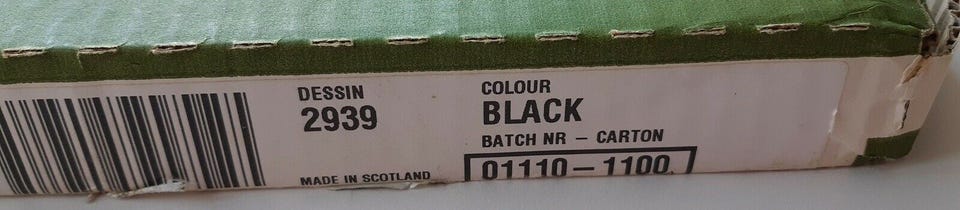 DESSIN
2939
COLOUR
BLACK
BATCH NR – CARTON
01110–1100
MADE IN SCOTLAND